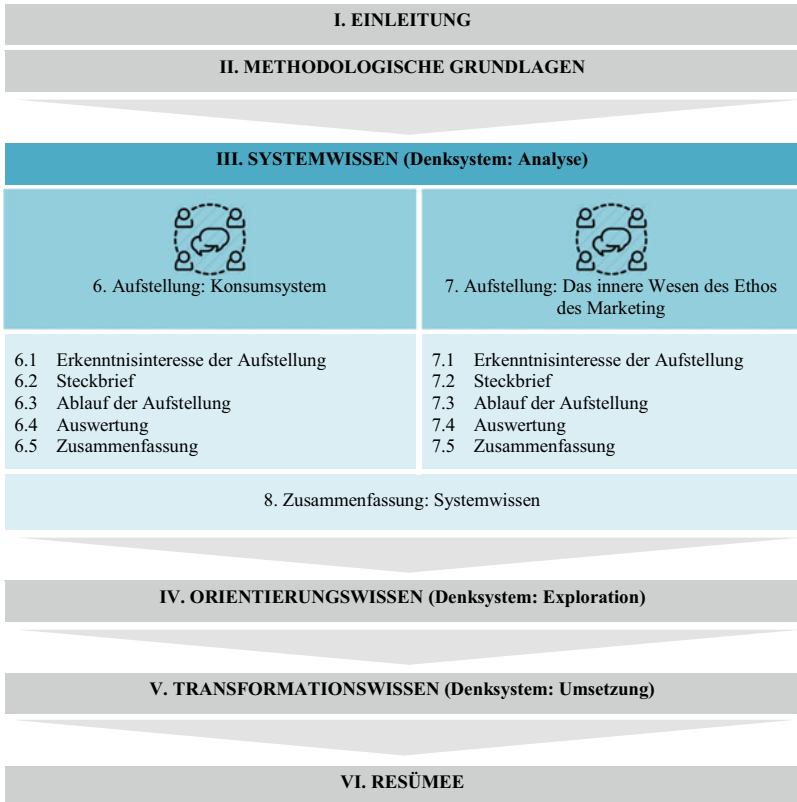 I. EINLEITUNG
II. METHODOLOGISCHE GRUNDLAGEN
III. SYSTEMWISSEN (Denksystem: Analyse)
6. Aufstellung: Konsumsystem
7. Aufstellung: Das innere Wesen des Ethos
des Marketing
6.1 Erkenntnisinteresse der Aufstellung
6.2 Steckbrief
6.3 Ablauf der Aufstellung
6.4 Auswertung
6.5 Zusammenfassung
7.1 Erkenntnisinteresse der Aufstellung
7.2 Steckbrief
7.3 Ablauf der Aufstellung
7.4 Auswertung
7.5 Zusammenfassung
8. Zusammenfassung: Systemwissen
IV. ORIENTIERUNGSWISSEN (Denksystem: Exploration)
V. TRANSFORMATIONSWISSEN (Denksystem: Umsetzung)
VI. RESÜMEE